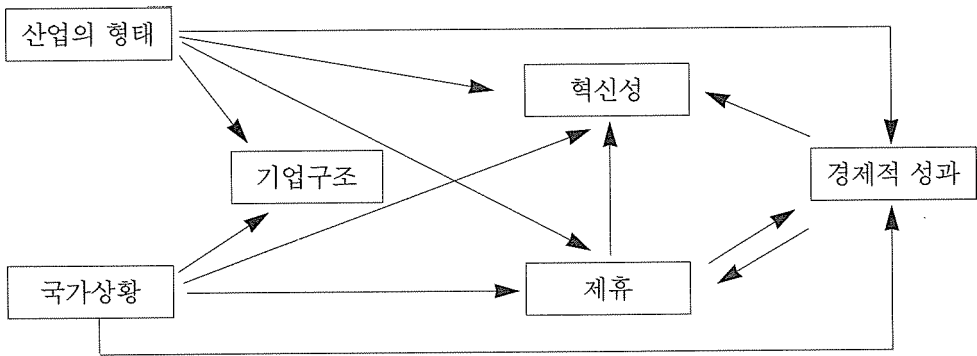 산업의 형태
혁신성
기업구조
경제적 성과
국가상황
제휴